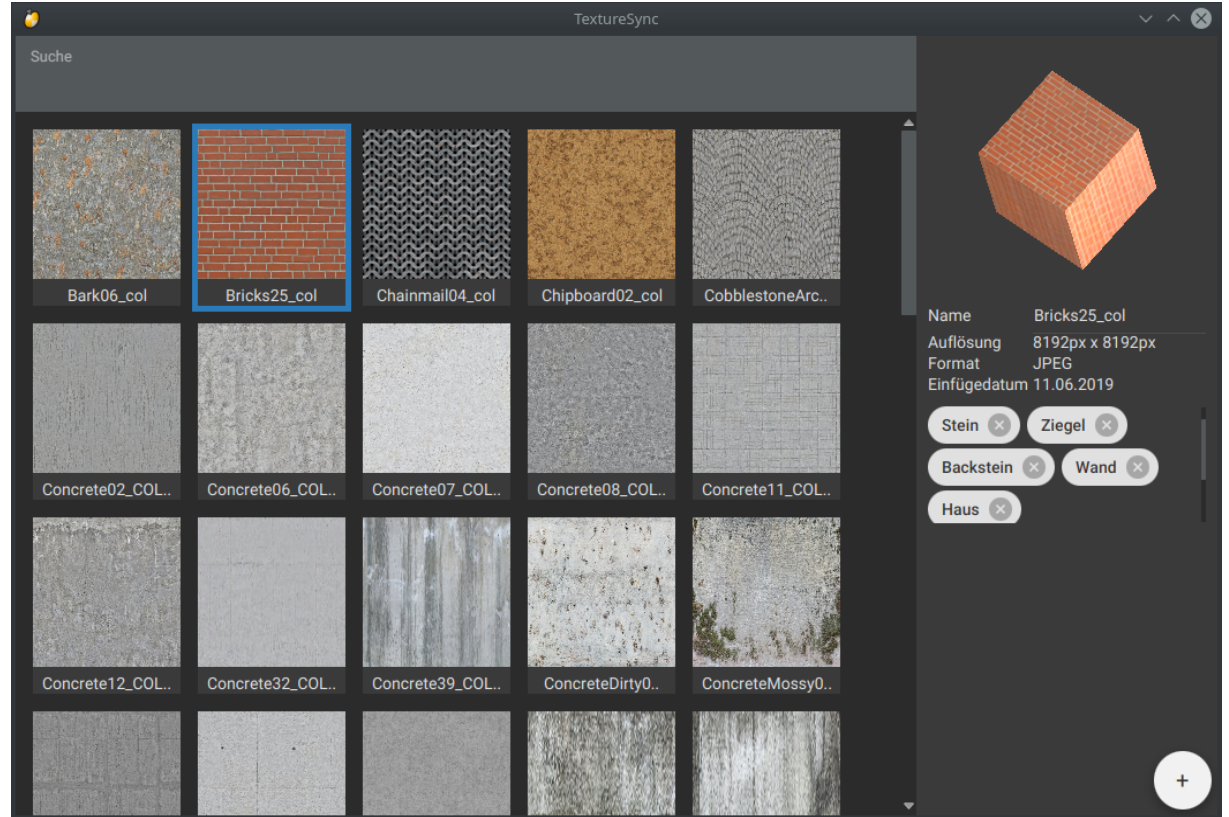 TextureSync
Suche
Bark06_col
Bricks25_col
Chainmail04_col
Chipboard02_col
CobblestoneArc..
Concrete02_COL..
Concrete06_COL..
Concrete07_COL..
Concrete08_COL..
Concrete11_COL..
Concrete12_COL..
Concrete32_COL..
Concrete39_COL..
ConcreteDirty0..
ConcreteMossy0..
Name Bricks25_col
Auflösung 8192px x 8192px
Format JPEG
Einfügedatum 11.06.2019
Stein Ziegel
Backstein Wand
Haus
+